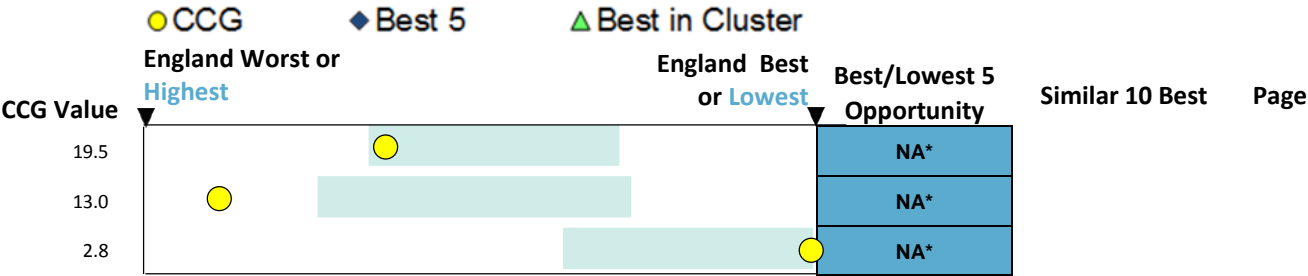 CCG Best 5 Best in Cluster
England Worst or
Highest
England Best
or Lowest
Best/Lowest 5
Opportunity
Similar 10 Best
Page
CCG Value
19.5 NA*
13.0 NA*
2.8 NA*